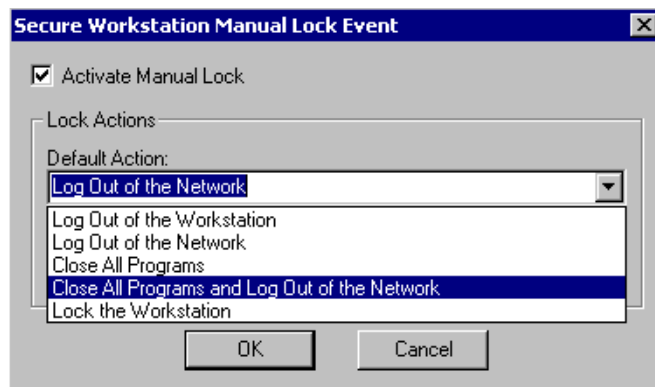 Secure Workstation Manual Lock Event
Activate Manual Lock
Lock Actions
Default Action:
Log Out of the Network
Log Out of the Workstation
Log Out of the Network
Close All Programs
Close All Programs and Log Out of the Network
Lock the Workstation
OK Cancel